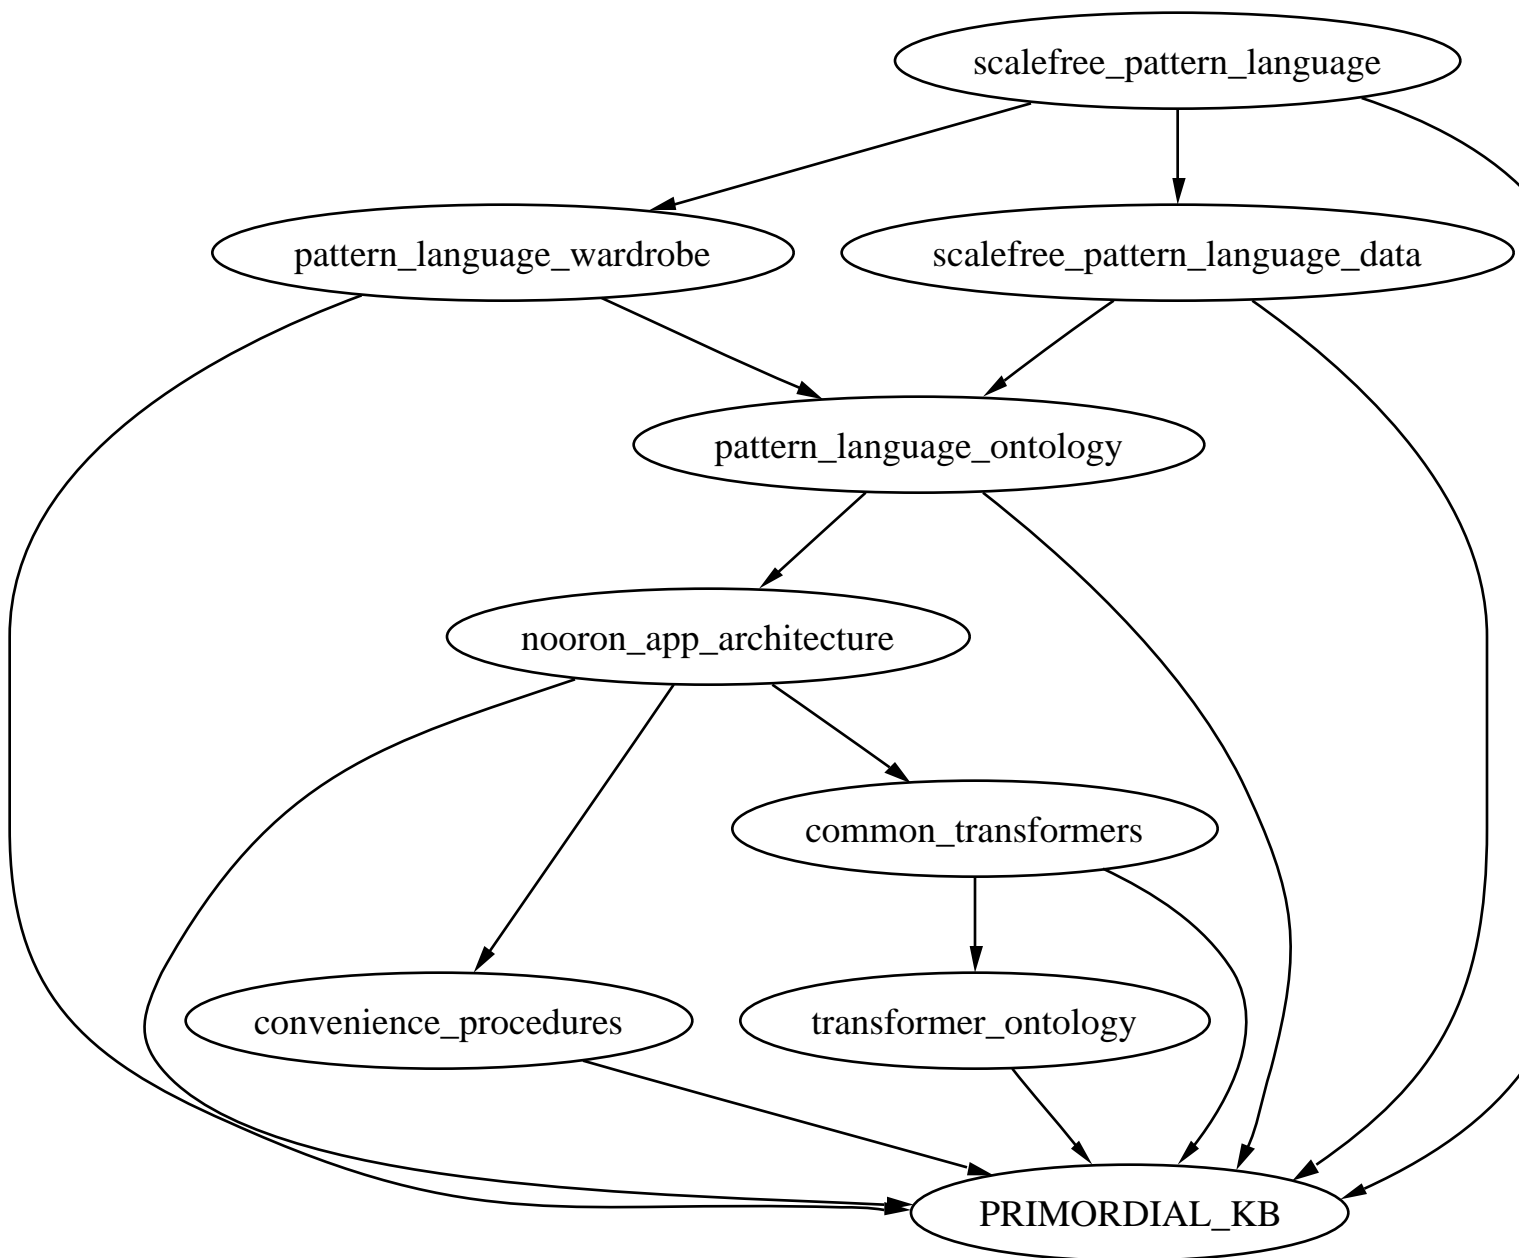 scalefree_pattern_language
pattern_language_wardrobe
scalefree_pattern_language_data
pattern_language_ontology
nooron_app_architecture
common_transformers
convenience_procedures
transformer_ontology
PRIMORDIAL_KB